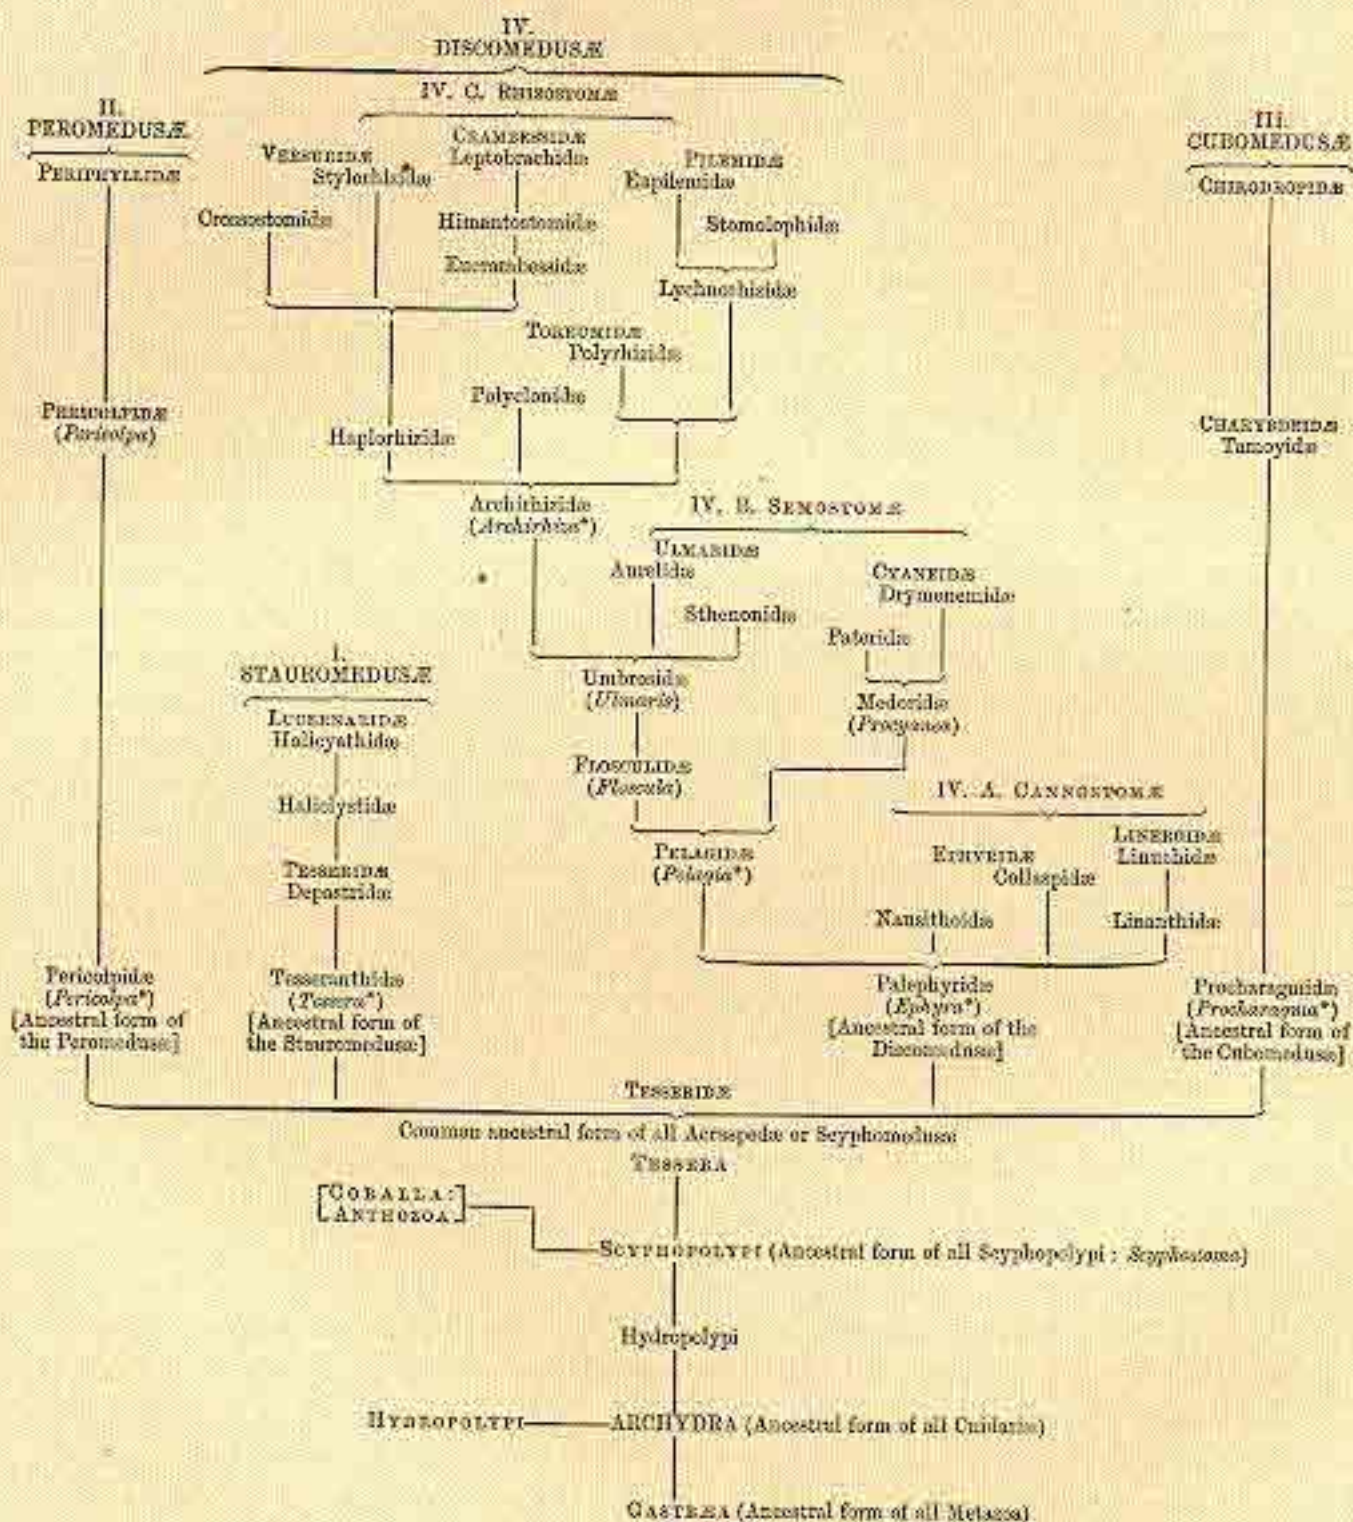 IV.
DISCOMEDUSÆ
IV. C. RHIZOSTOMÆ
II.
PEROMEDUSÆ
PERIPHYLLIDÆ
III.
CUBOMEDUSÆ
CHIRODROPIDÆ
VERSURIDÆ
Stylorhizidæ
CRAMBESSIDÆ
Leptobrachidæ
PILEMIDÆ
Eupilemidæ
Crossostomidæ
Himantostomidæ
Stomolophidæ
Eucrambessidæ
Lychnorhizidæ
TOREUMIDÆ
Polyrhizidæ
Polyclonidæ
PERICOLPIDÆ
(Pericolpa)
Haplorhizidæ
CHARYBDEIDÆ
Tamoyidæ
Archirhizidæ
(Archirhiza*)
IV. B. SEMOSTOMÆ
ULMARIDÆ
Aurelidæ
CYANEIDÆ
Drymonemidæ
Sthenonidæ
Pateridæ
I.
STAUROMEDUSÆ
Umbrosidæ
(Ulmaris)
Medoridæ
(Procyanea)
LUCERNARIDÆ
Halicyathidæ
FLOSCULIDÆ
(Floscula)
Haliclystidæ
IV. A. CANNOSTOMÆ
PELAGIDÆ
(Pelagia*)
EPHYRIDÆ
Collaspidæ
LINERGIDÆ
Linuchidæ
TESSERIDÆ
Depastridæ
Nausithoidæ
Linanthidæ
Pericolpidæ
(Pericolpa*)
[Ancestral form of
the Peromedusæ]
Tesseranthidæ
(Tessera*)
[Ancestral form of
the Stauromedusæ]
Palephyridæ
(Ephyra*)
[Ancestral form of the
Discomedusæ]
Procharagmidæ
(Procharagma*)
[Ancestral form of
the Cubomedusæ]
TESSERIDÆ
Common ancestral form of all Acraspedæ or Scyphomedusæ
TESSERA
[CORALLA:
ANTHOZOA]
SCYPHOPOLYPI (Ancestral form of all Scyphopolypi: Scyphostoma)
Hydropolypi
HYDROPOLYPI
ARCHYDRA (Ancestral form of all Cnidariæ)
GASTRÆA (Ancestral form of all Metazoa)